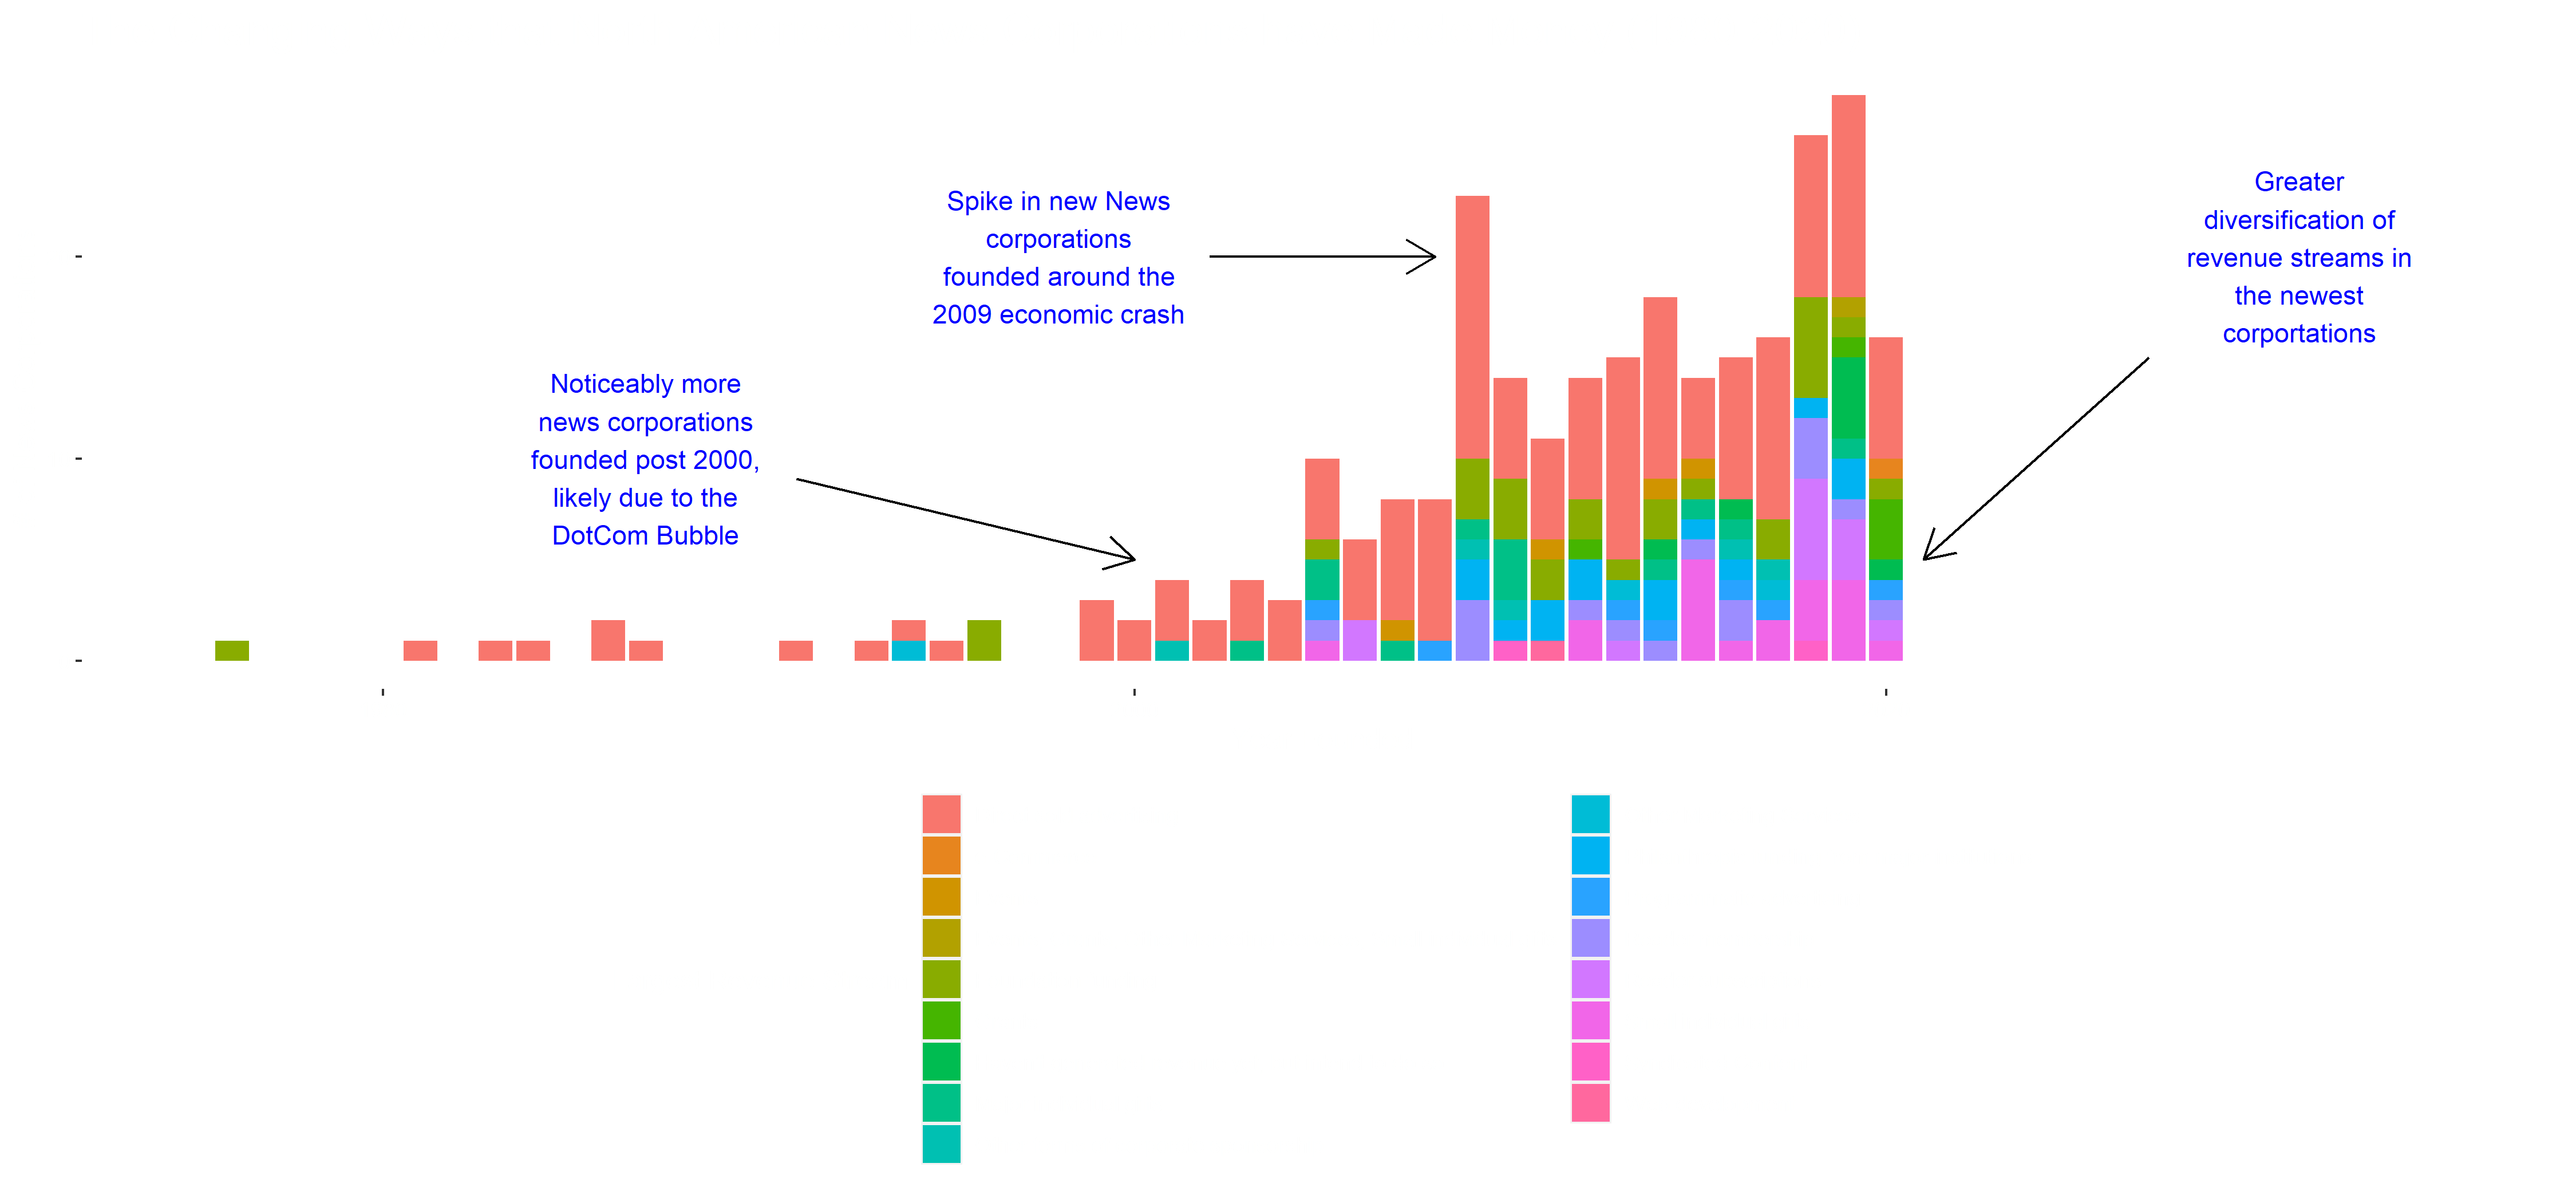 Spike in new News
corporations
founded around the
2009 economic crash
Greater
diversification of
revenue streams in
the newest
corportations
Noticeably more
news corporations
founded post 2000,
likely due to the
DotCom Bubble